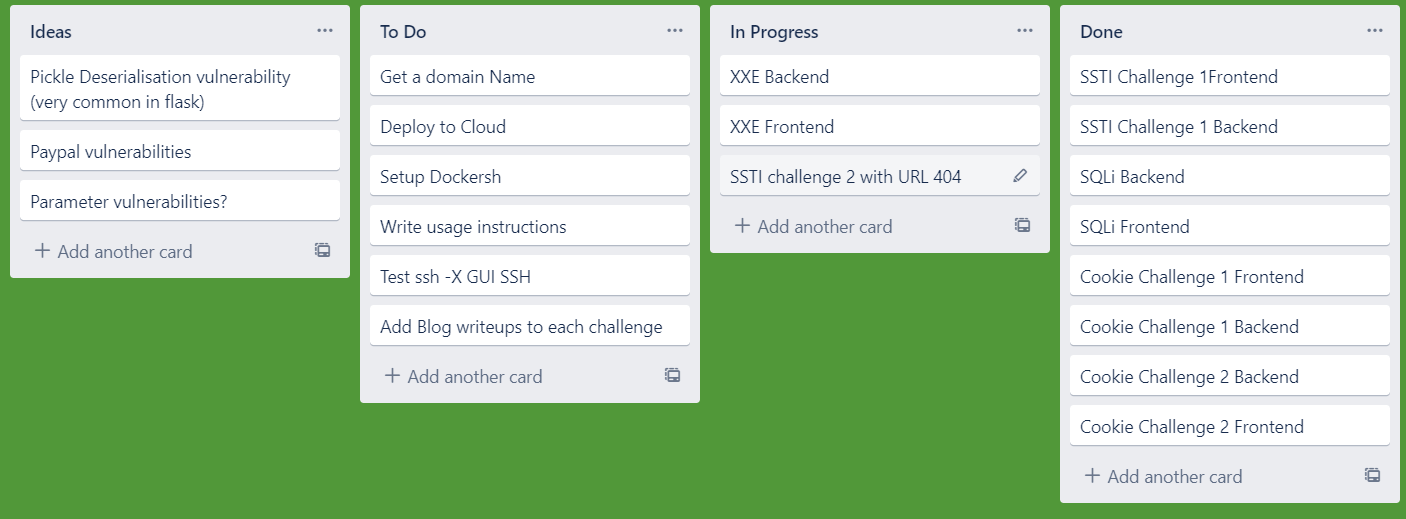 Ideas
Pickle Deserialisation vulnerability
(very common in flask)
Paypal vulnerabilities
Parameter vulnerabilities?
Add another card
To Do
Get a domain Name
Deploy to Cloud
Setup Dockersh
Write usage instructions
Test ssh -X GUI SSH
Add Blog writeups to each challenge
Add another card
In Progress
XXE Backend
XXE Frontend
SSTI challenge 2 with URL 404
Add another card
Done
SSTI Challenge 1Frontend
SSTI Challenge 1 Backend
SQLi Backend
SQLi Frontend
Cookie Challenge 1 Frontend
Cookie Challenge 1 Backend
Cookie Challenge 2 Backend
Cookie Challenge 2 Frontend
Add another card